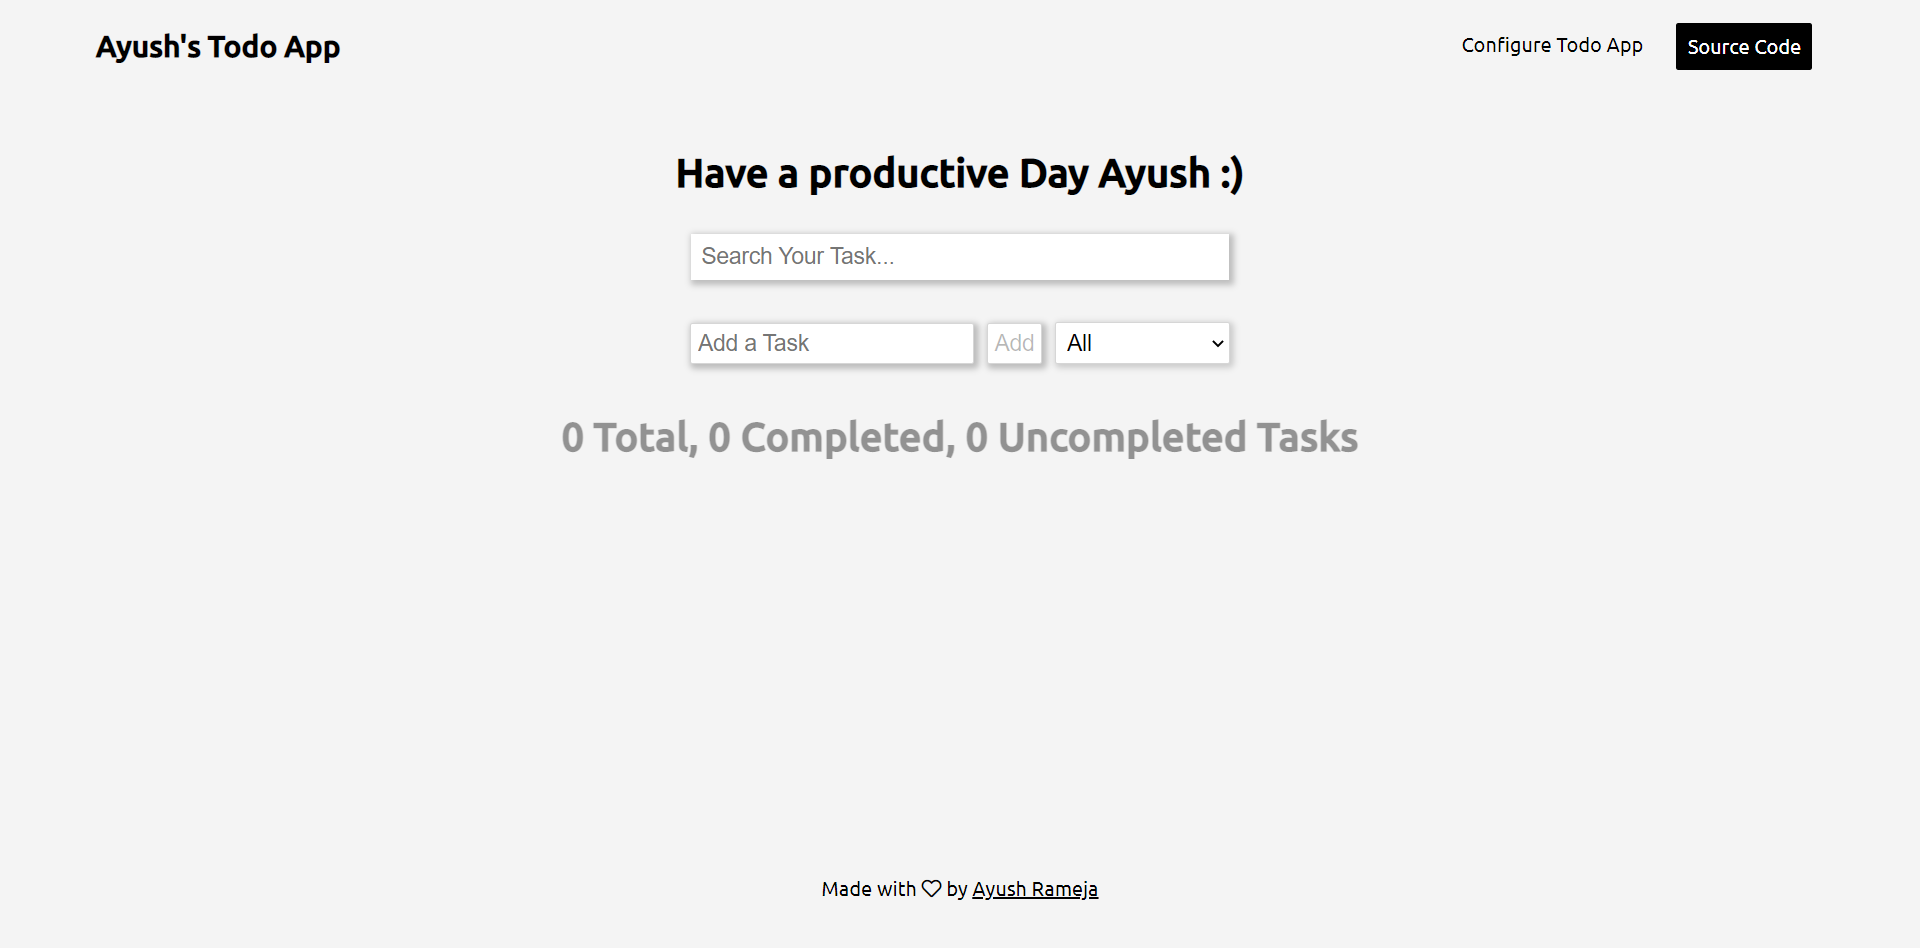 Ayush's Todo App
Configure Todo App
Source Code
Have a productive Day Ayush :)
Search Your Task...
Add a Task
Add
All
0 Total, 0 Completed, 0 Uncompleted Tasks
Made with ♡ by Ayush Rameja